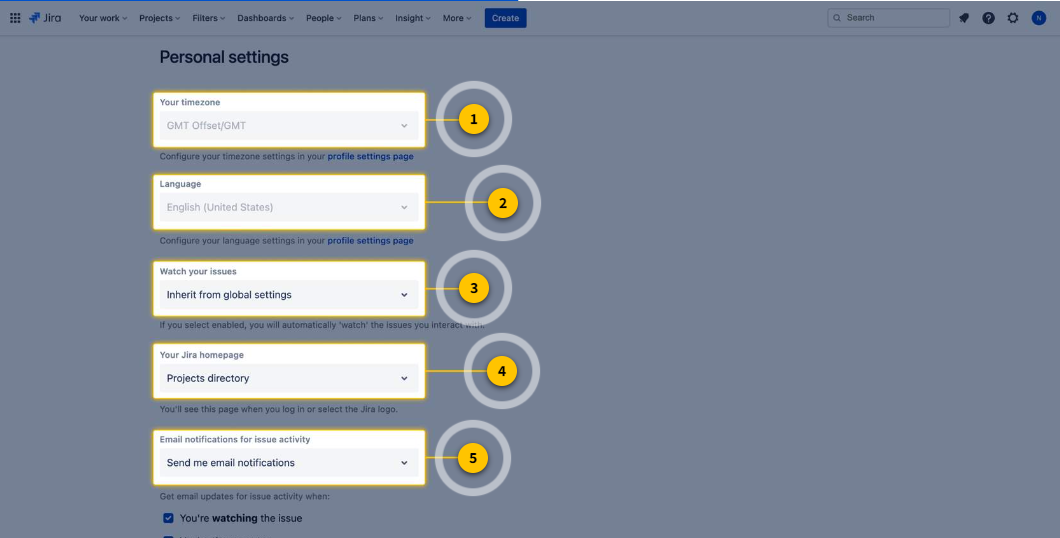 Jira Your work Projects Filters Dashboards People Plans Insight More Create Search N
Personal settings
Your timezone
GMT Offset/GMT
1
Configure your timezone settings in your profile settings page
Language
English (United States)
2
Configure your language settings in your profile settings page
Watch your issues
Inherit from global settings
3
If you select enabled, you will automatically 'watch' the issues you interact with.
Your Jira homepage
Projects directory
4
You'll see this page when you log in or select the Jira logo.
Email notifications for issue activity
Send me email notifications
5
Get email updates for issue activity when:
You're watching the issue